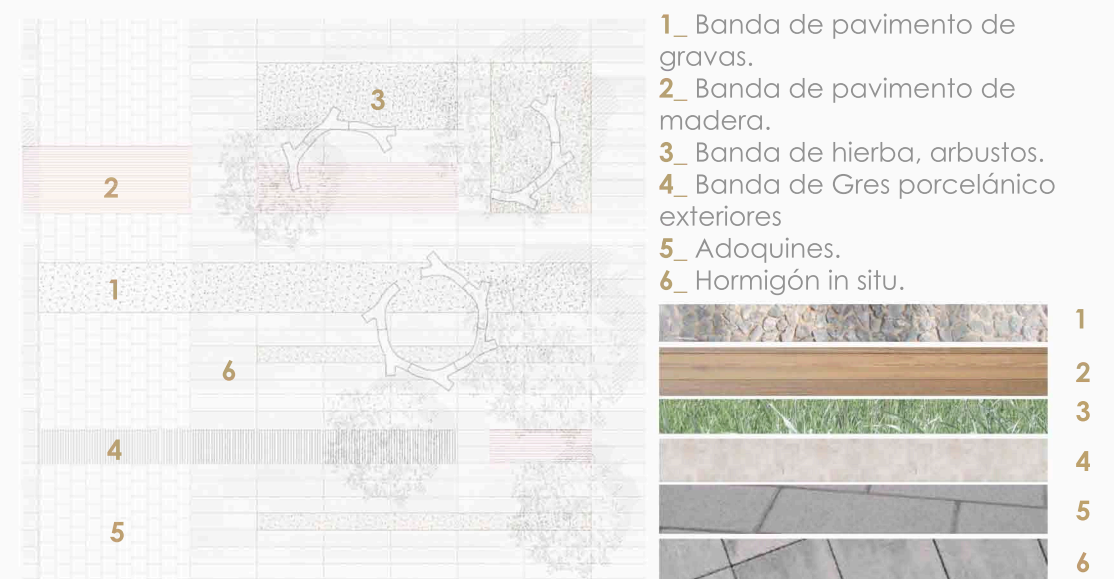 1_ Banda de pavimento de
gravas.
2_ Banda de pavimento de
madera.
3_ Banda de hierba, arbustos.
4_ Banda de Gres porcelánico
exteriores
5_ Adoquines.
6_ Hormigón in situ.
3
2
1
6
4
5
1
2
3
4
5
6